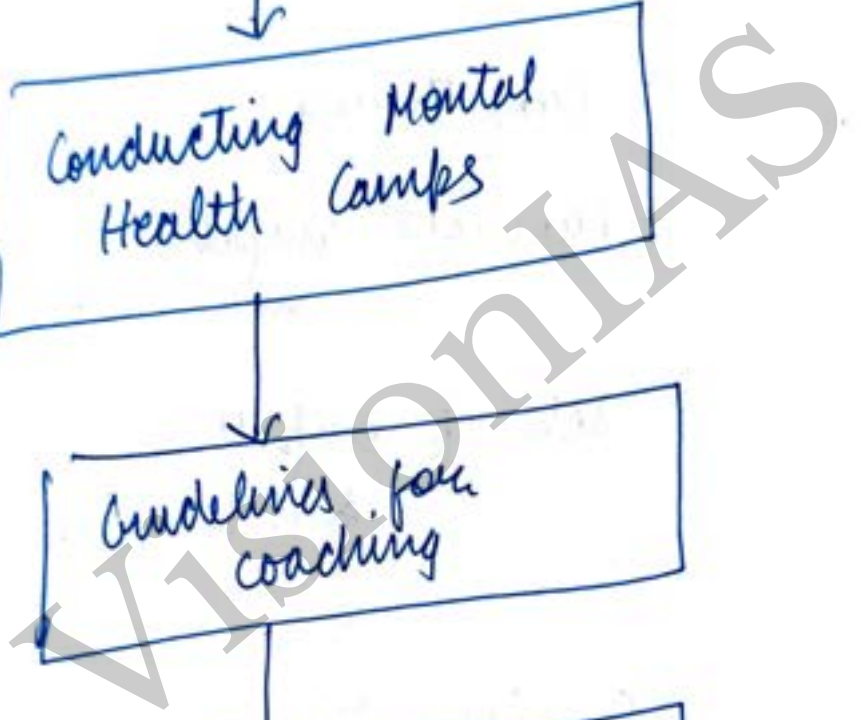 Conducting Mental
Health Camps
Guidelines for
coaching
VisionIAS